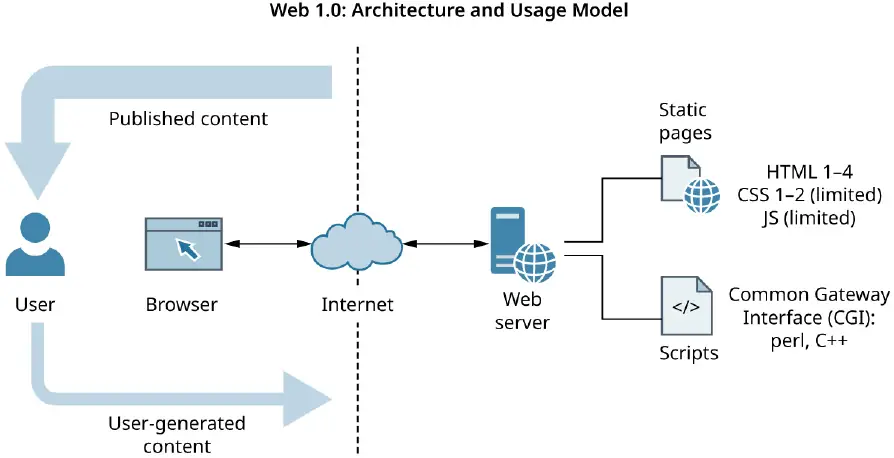 Web 1.0: Architecture and Usage Model
Published content
Static
pages
HTML 1–4
CSS 1–2 (limited)
JS (limited)
User
Browser
Internet
Web
server
</>
Scripts
Common Gateway
Interface (CGI):
perl, C++
User-generated
content